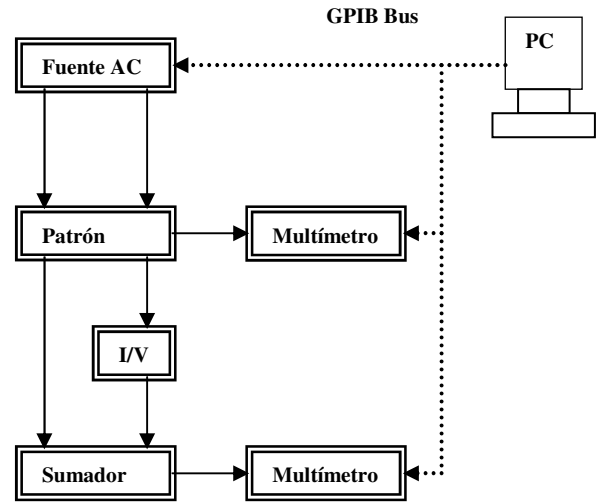 GPIB Bus
PC
Fuente AC
Patrón
Multímetro
I/V
Sumador
Multímetro